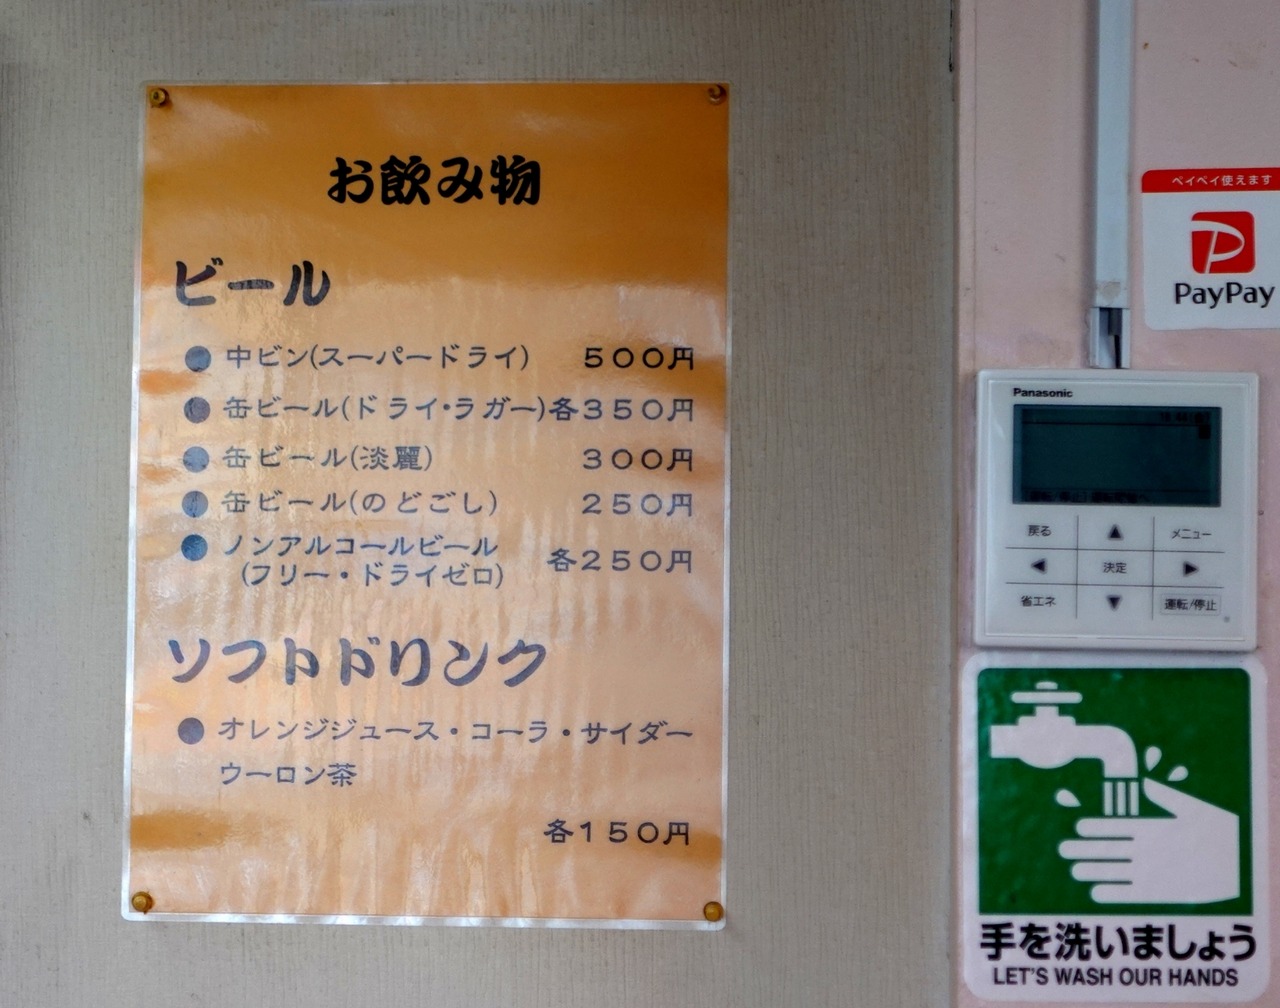 お飲み物
ビール
●中ビン(スーパードライ) 500円
●缶ビール(ドライ・ラガー)各350円
●缶ビール(淡麗) 300円
●缶ビール(のどごし) 250円
●ノンアルコールビール
(フリー・ドライゼロ) 各250円
ソフトドリンク
●オレンジジュース・コーラ・サイダー
ウーロン茶
各150円
ペイペイ使えます
PayPay
Panasonic
戻る ▲ メニュー
◀ 決定 ▶
省エネ ▼ 運転/停止
手を洗いましょう
LET'S WASH OUR HANDS